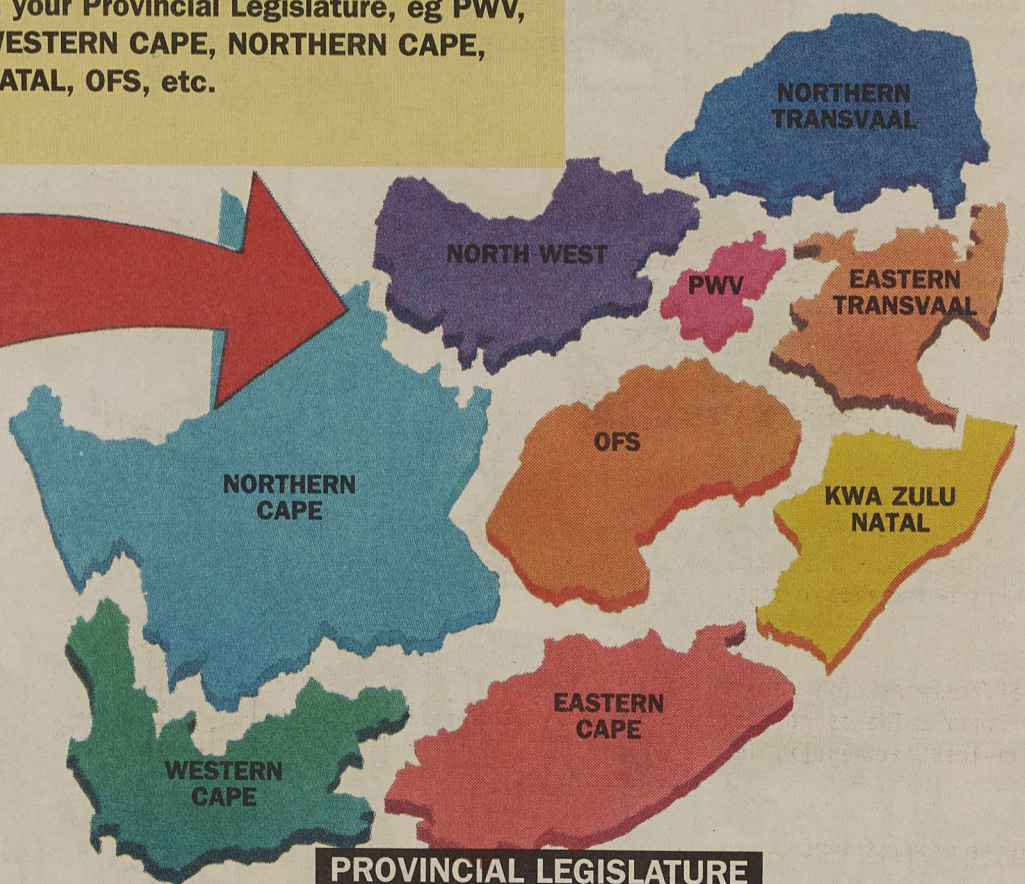 your Provincial Legislature, eg PWV,
WESTERN CAPE, NORTHERN CAPE,
NATAL, OFS, etc.
NORTHERN
TRANSVAAL
NORTH WEST
PWV
EASTERN
TRANSVAAL
OFS
NORTHERN
CAPE
KWA ZULU
NATAL
EASTERN
CAPE
WESTERN
CAPE
PROVINCIAL LEGISLATURE